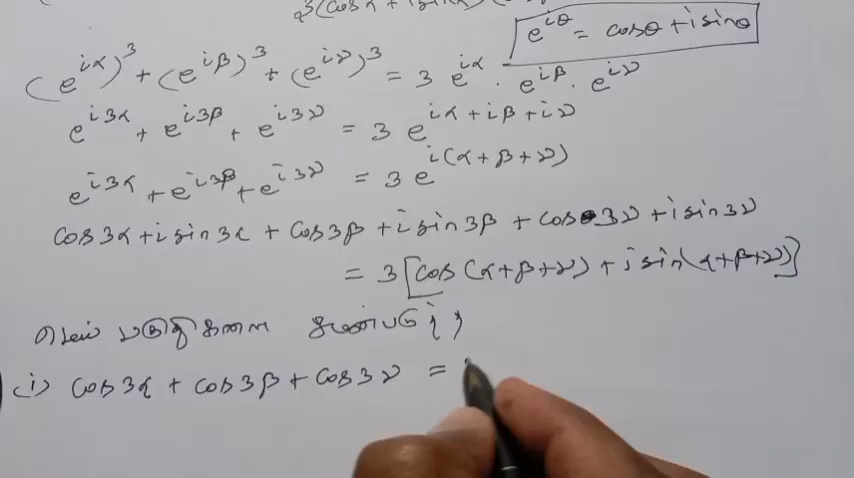 e^{iθ} = cosθ + i sinθ
(e^{iα})^3 + (e^{iβ})^3 + (e^{iγ})^3 = 3 e^{iα} · e^{iβ} · e^{iγ}
e^{i3α} + e^{i3β} + e^{i3γ} = 3 e^{iα + iβ + iγ}
e^{i3α} + e^{i3β} + e^{i3γ} = 3 e^{i(α + β + γ)}
cos3α + i sin3α + cos3β + i sin3β + cos3γ + i sin3γ
= 3 [cos(α+β+γ) + i sin(α+β+γ)]
மெய் பகுதிகளை
(i) cos3α + cos3β + cos3γ =